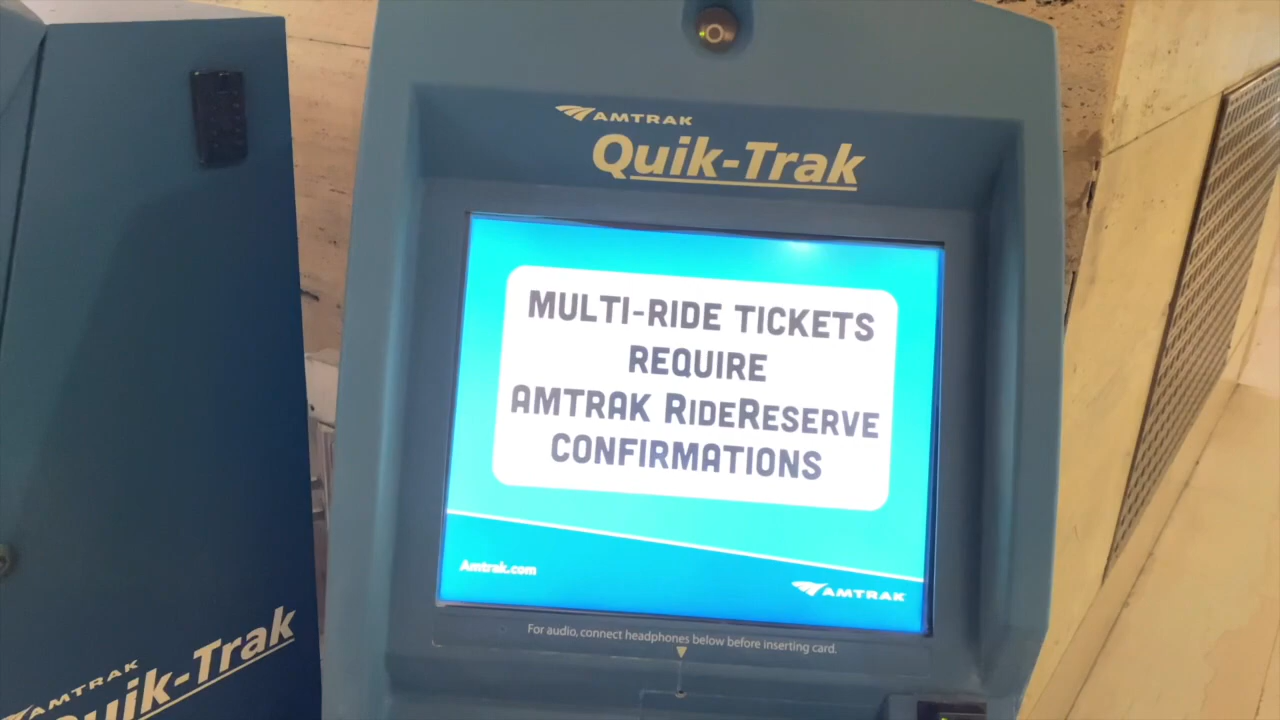 AMTRAK
Quik-Trak
MULTI-RIDE TICKETS
REQUIRE
AMTRAK RIDERESERVE
CONFIRMATIONS
Amtrak.com
AMTRAK
For audio, connect headphones below before inserting card.
AMTRAK
Quik-Trak